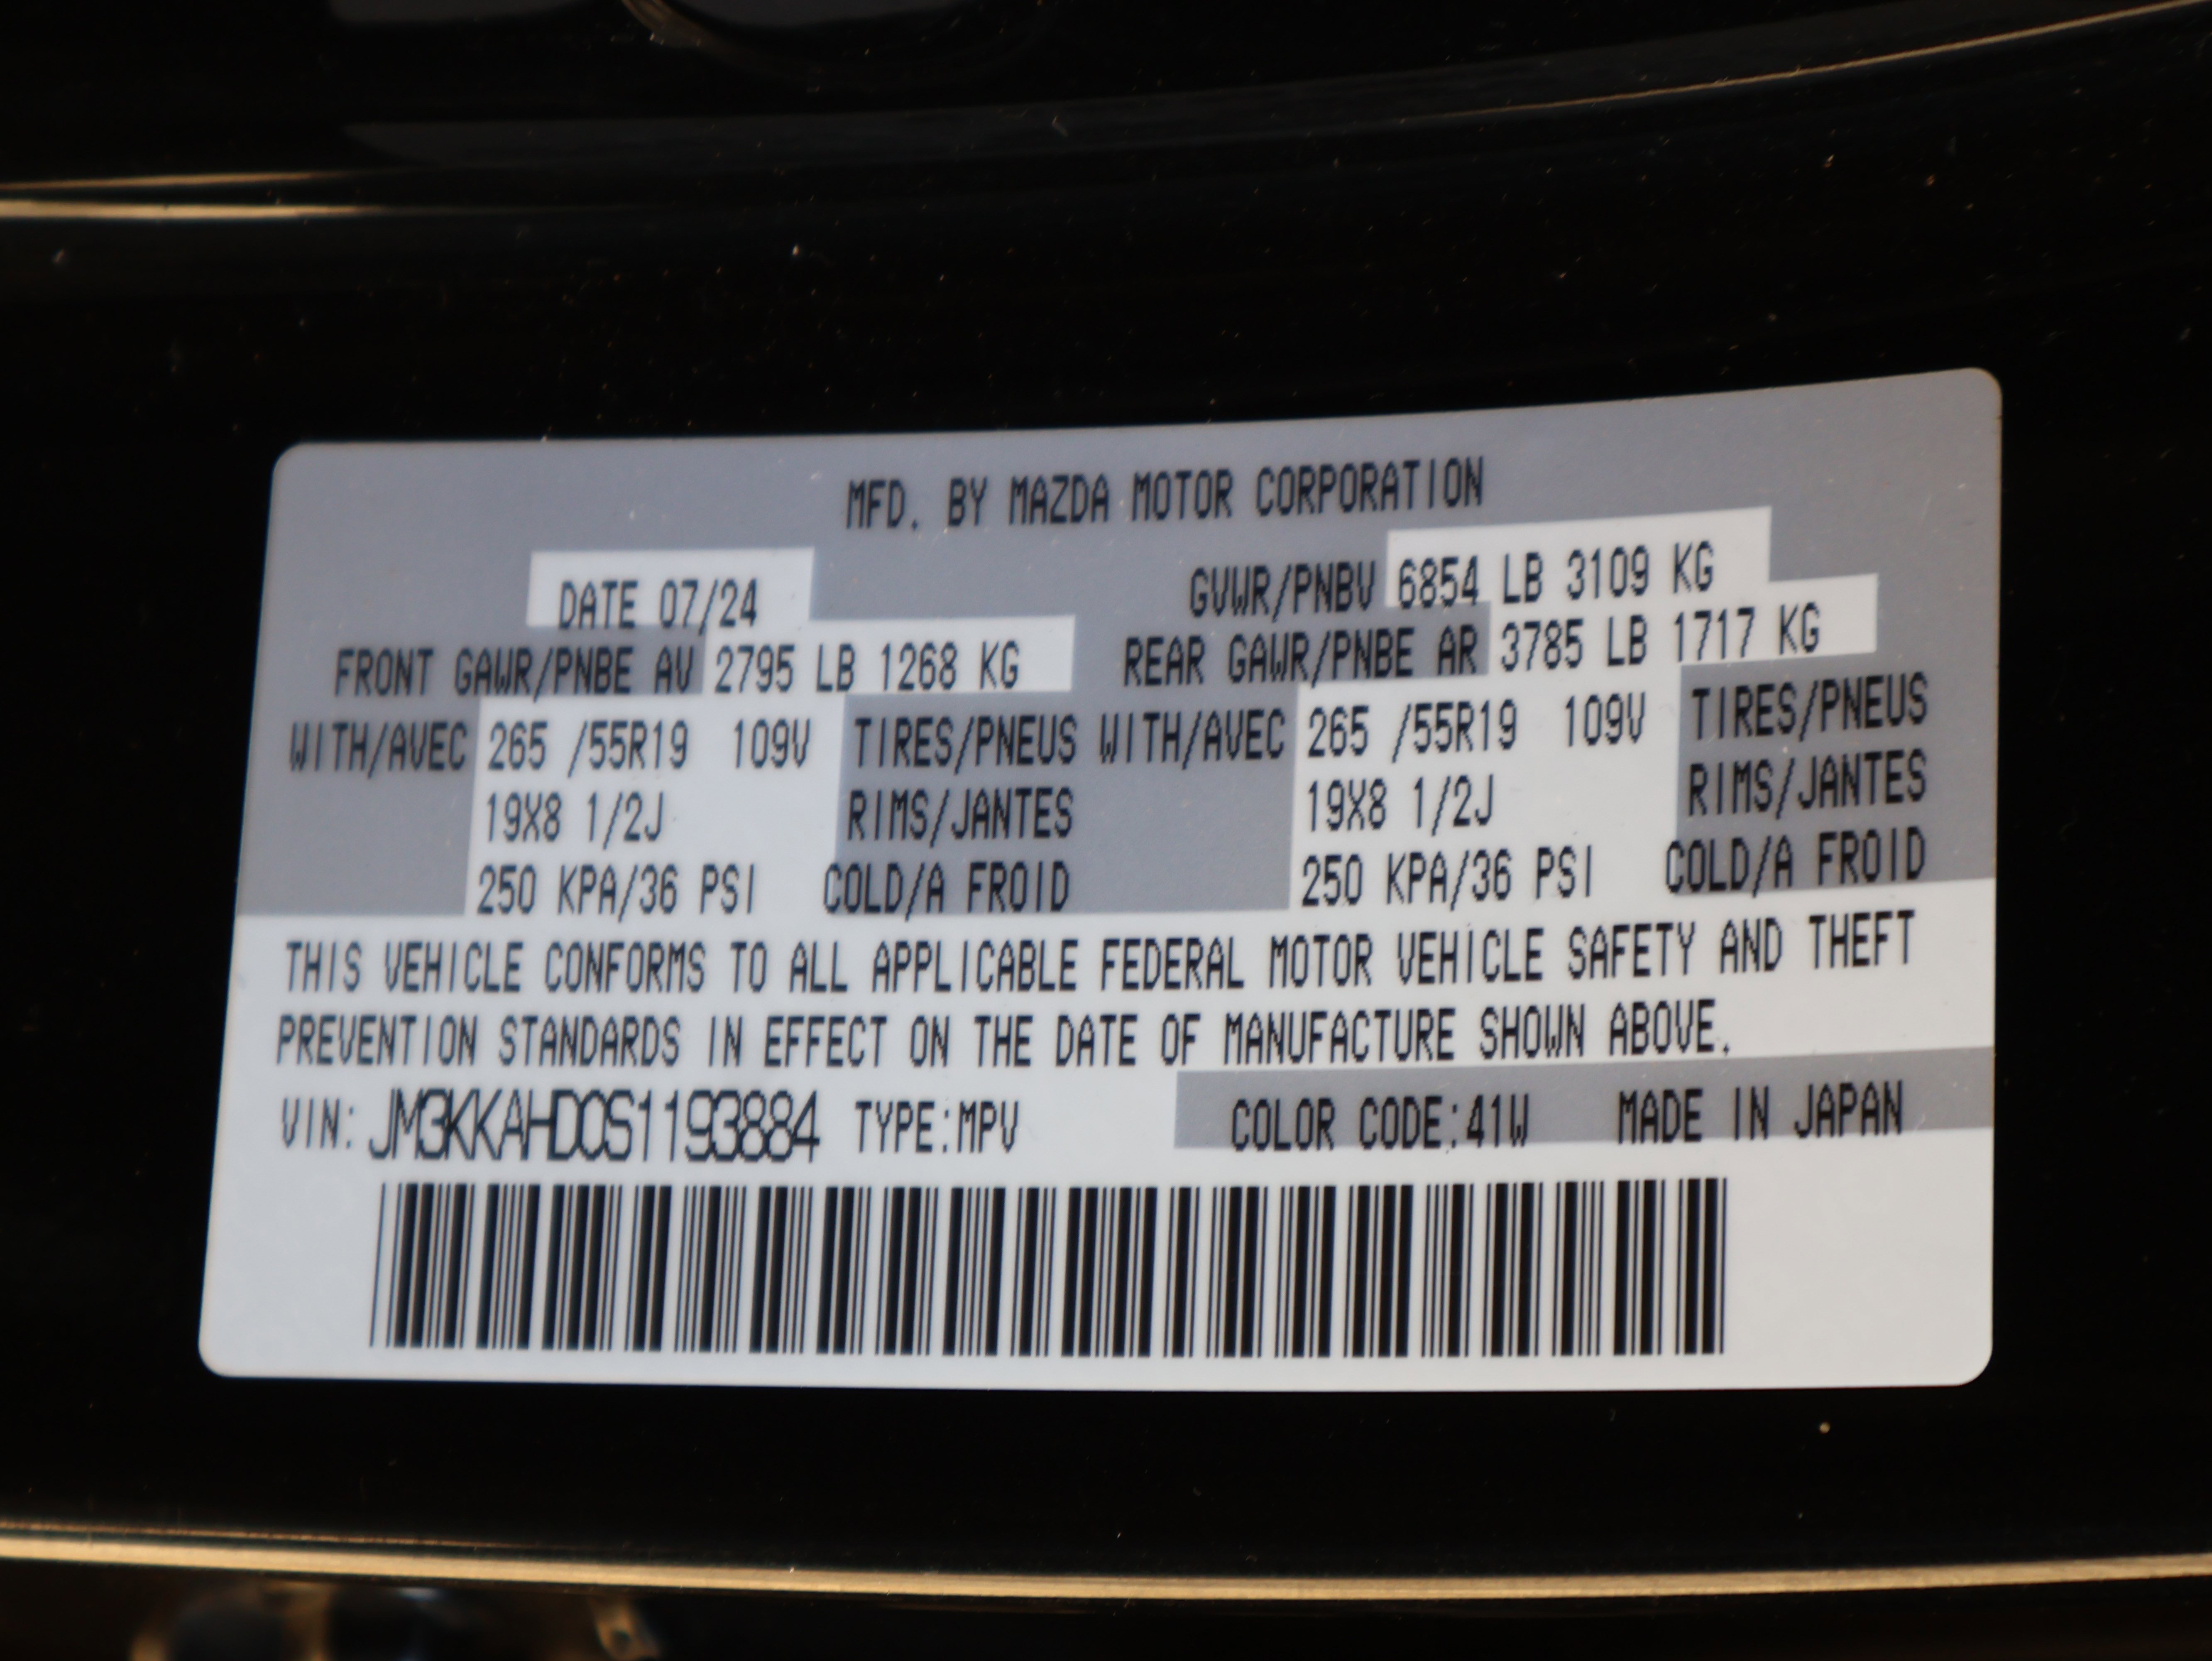 MFD. BY MAZDA MOTOR CORPORATION
DATE 07/24 GVWR/PNBV 6854 LB 3109 KG
FRONT GAWR/PNBE AV 2795 LB 1268 KG REAR GAWR/PNBE AR 3785 LB 1717 KG
WITH/AVEC 265 /55R19 109V TIRES/PNEUS WITH/AVEC 265 /55R19 109V TIRES/PNEUS
19X8 1/2J RIMS/JANTES 19X8 1/2J RIMS/JANTES
250 KPA/36 PSI COLD/A FROID 250 KPA/36 PSI COLD/A FROID
THIS VEHICLE CONFORMS TO ALL APPLICABLE FEDERAL MOTOR VEHICLE SAFETY AND THEFT
PREVENTION STANDARDS IN EFFECT ON THE DATE OF MANUFACTURE SHOWN ABOVE.
VIN: JM3KKAHD0S1193884 TYPE:MPV COLOR CODE:41W MADE IN JAPAN